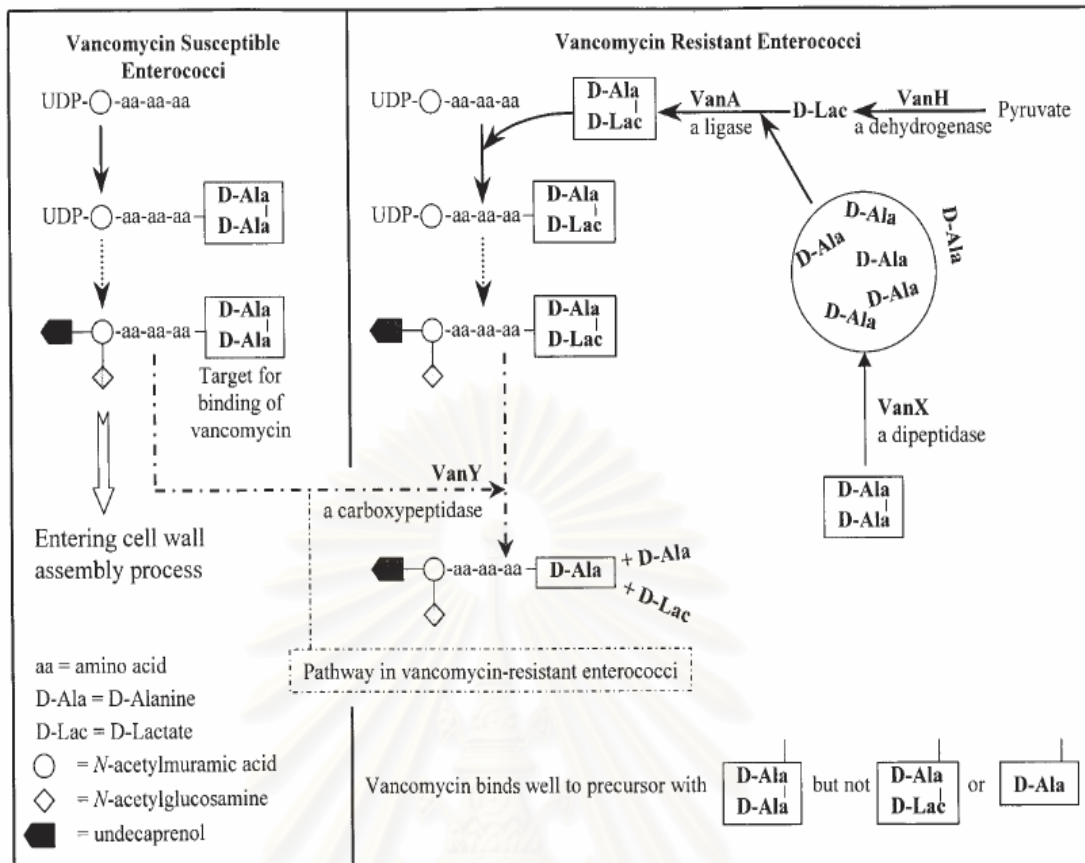 Vancomycin Susceptible
Enterococci
UDP- -aa-aa-aa
UDP- -aa-aa-aa
D-Ala
D-Ala
-aa-aa-aa
D-Ala
D-Ala
Target for
binding of
vancomycin
Entering cell wall
assembly process
Vancomycin Resistant Enterococci
UDP- -aa-aa-aa
D-Ala
D-Lac
VanA
a ligase
D-Lac
VanH
a dehydrogenase
Pyruvate
UDP- -aa-aa-aa
D-Ala
D-Lac
D-Ala
D-Ala
D-Ala
D-Ala
D-Ala
D-Ala
-aa-aa-aa
D-Ala
D-Lac
VanX
a dipeptidase
D-Ala
D-Ala
VanY
a carboxypeptidase
-aa-aa-aa
D-Ala
+ D-Ala
+ D-Lac
Pathway in vancomycin-resistant enterococci
aa = amino acid
D-Ala = D-Alanine
D-Lac = D-Lactate
= N-acetylmuramic acid
= N-acetylglucosamine
= undecaprenol
Vancomycin binds well to precursor with
D-Ala
D-Ala
but not
D-Ala
D-Lac
or
D-Ala